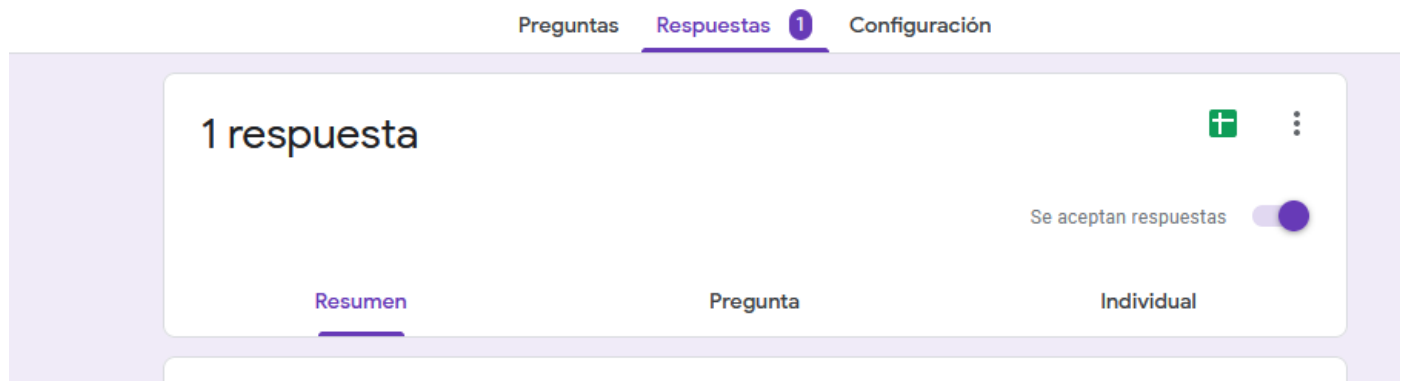 Preguntas Respuestas 1 Configuración
1 respuesta
Se aceptan respuestas
Resumen Pregunta Individual